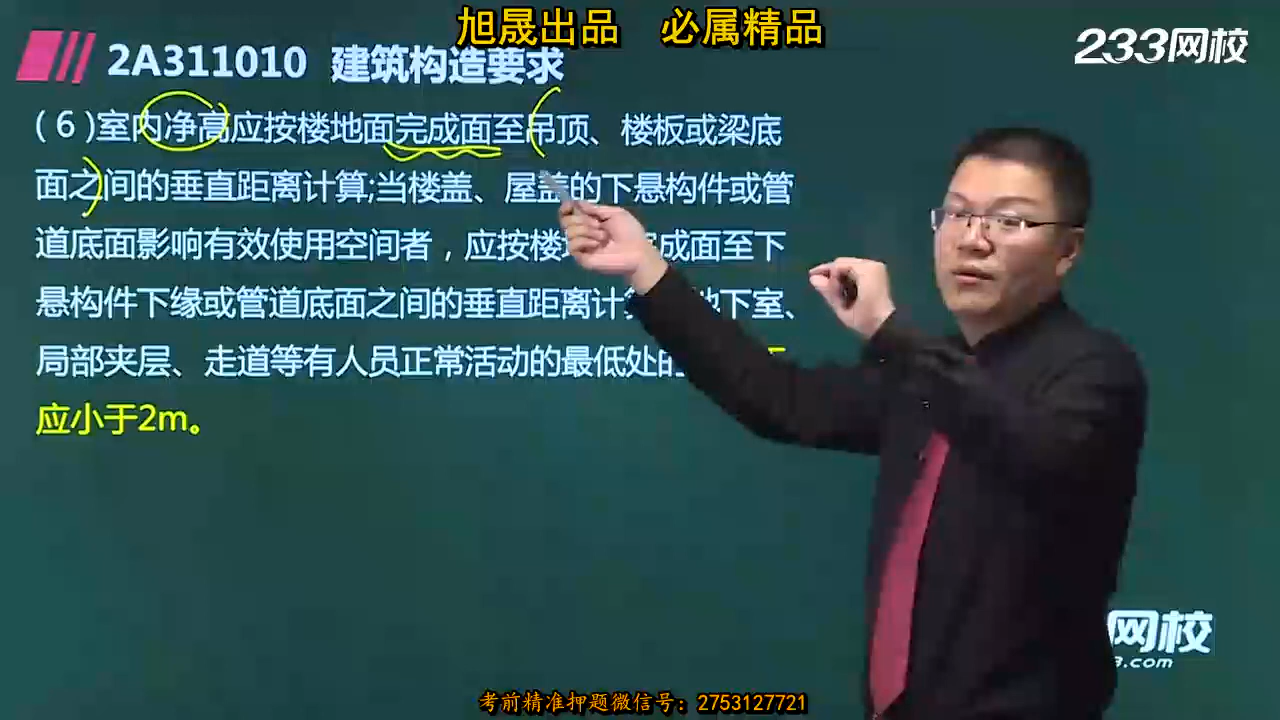 旭晟出品 必属精品
2A311010 建筑构造要求
233网校
(6)室内净高应按楼地面完成面至吊顶、楼板或梁底
面之间的垂直距离计算;当楼盖、屋盖的下悬构件或管
道底面影响有效使用空间者，应按楼 成面至下
悬构件下缘或管道底面之间的垂直距离计 地下室、
局部夹层、走道等有人员正常活动的最低处的
应小于2m。
网校
3.com
考前精准押题微信号：2753127721